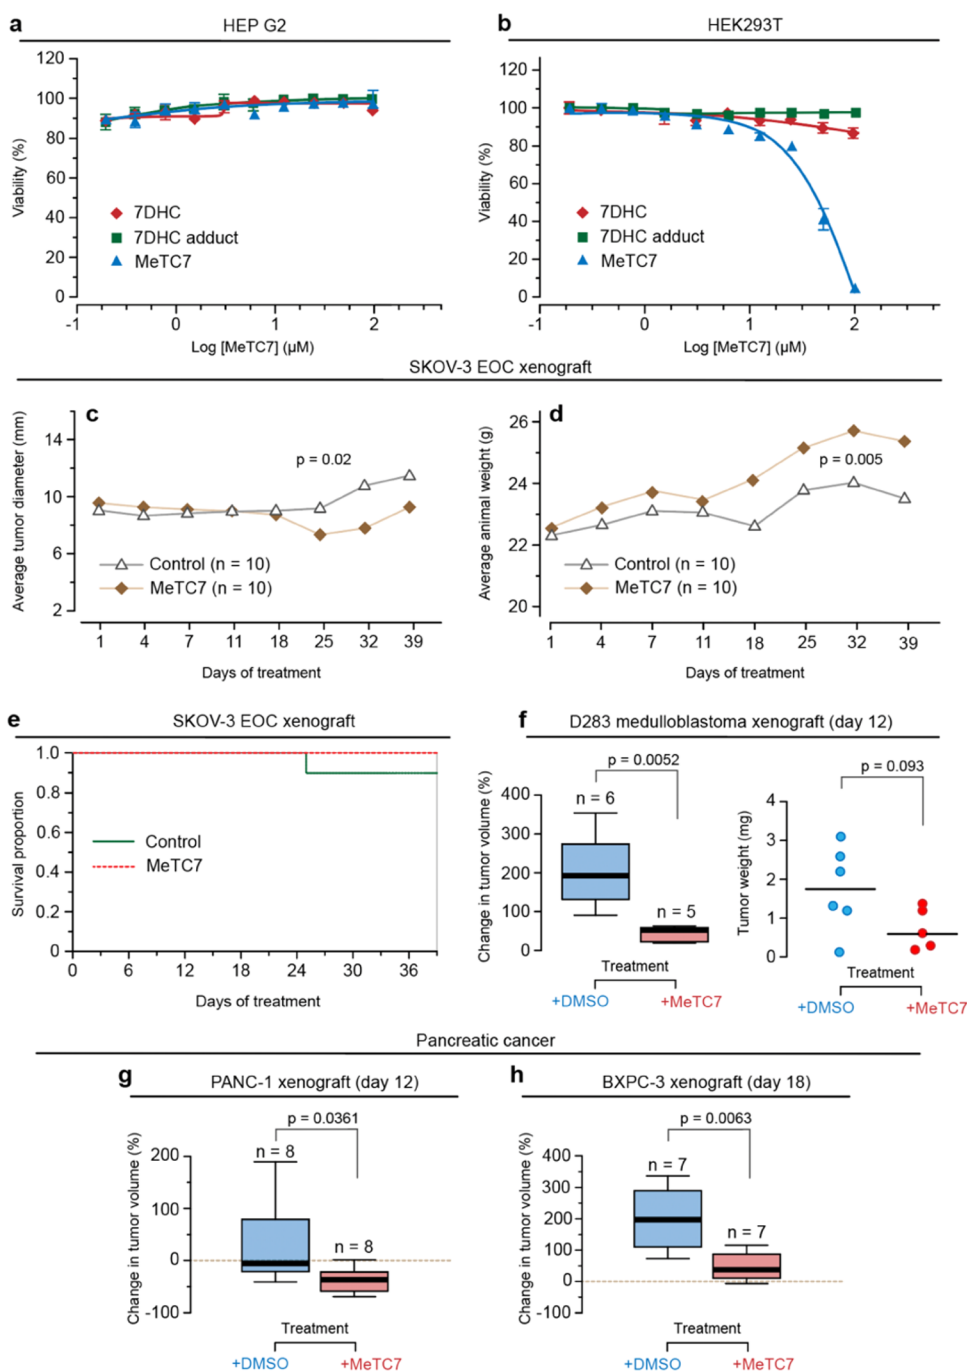 a
HEP G2
Viability (%)
120
100
80
60
40
20
0
7DHC
7DHC adduct
MeTC7
-1
0
1
2
Log [MeTC7] (µM)
b
HEK293T
Viability (%)
120
100
80
60
40
20
0
7DHC
7DHC adduct
MeTC7
-1
0
1
2
Log [MeTC7] (µM)
SKOV-3 EOC xenograft
c
Average tumor diameter (mm)
14
10
6
2
p = 0.02
Control (n = 10)
MeTC7 (n = 10)
1 4 7 11 18 25 32 39
Days of treatment
d
Average animal weight (g)
26
24
22
20
p = 0.005
Control (n = 10)
MeTC7 (n = 10)
1 4 7 11 18 25 32 39
Days of treatment
e
SKOV-3 EOC xenograft
Survival proportion
1.0
0.8
0.6
0.4
0.2
0
Control
MeTC7
0 6 12 18 24 30 36
Days of treatment
f
D283 medulloblastoma xenograft (day 12)
p = 0.0052
Change in tumor volume (%)
400
300
200
100
0
n = 6
n = 5
Treatment
+DMSO
+MeTC7
p = 0.093
Tumor weight (mg)
4
3
2
1
0
Treatment
+DMSO
+MeTC7
Pancreatic cancer
g
PANC-1 xenograft (day 12)
p = 0.0361
Change in tumor volume (%)
200
100
0
-100
n = 8
n = 8
Treatment
+DMSO
+MeTC7
h
BXPC-3 xenograft (day 18)
p = 0.0063
Change in tumor volume (%)
400
300
200
100
0
-100
n = 7
n = 7
Treatment
+DMSO
+MeTC7